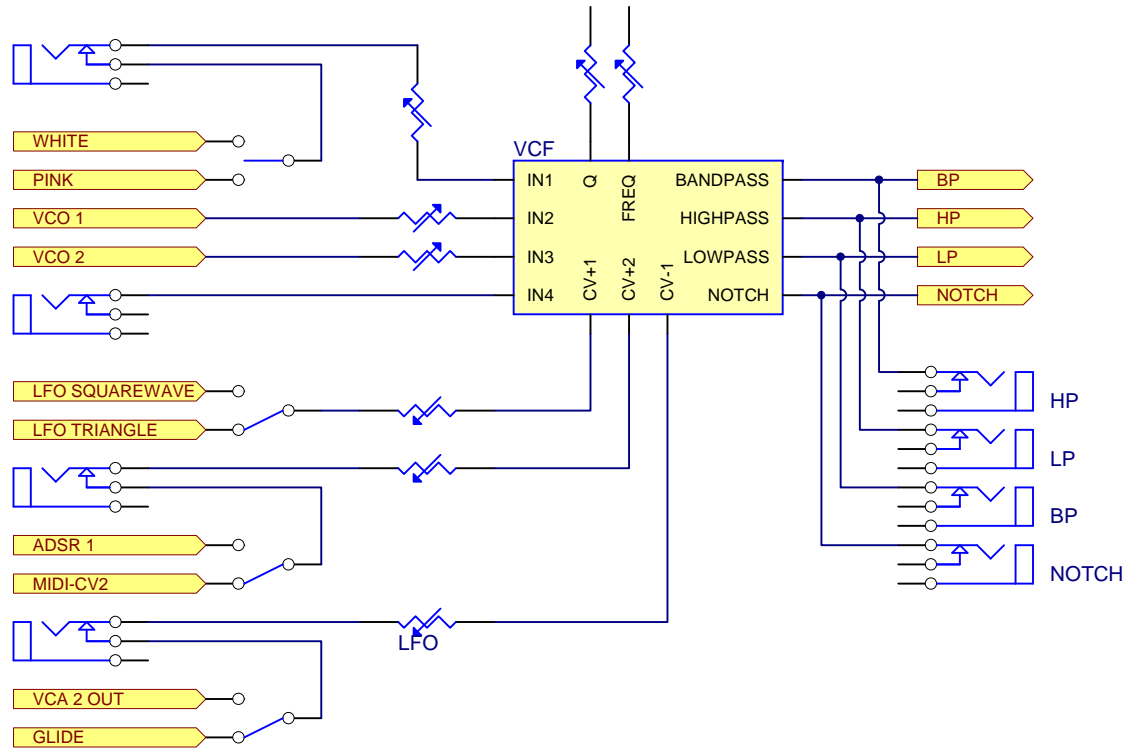 WHITE
PINK
VCO 1
VCO 2
LFO SQUAREWAVE
LFO TRIANGLE
ADSR 1
MIDI-CV2
LFO
VCA 2 OUT
GLIDE
VCF
IN1
IN2
IN3
IN4
Q
FREQ
CV+1
CV+2
CV-1
BANDPASS
HIGHPASS
LOWPASS
NOTCH
BP
HP
LP
NOTCH
HP
LP
BP
NOTCH